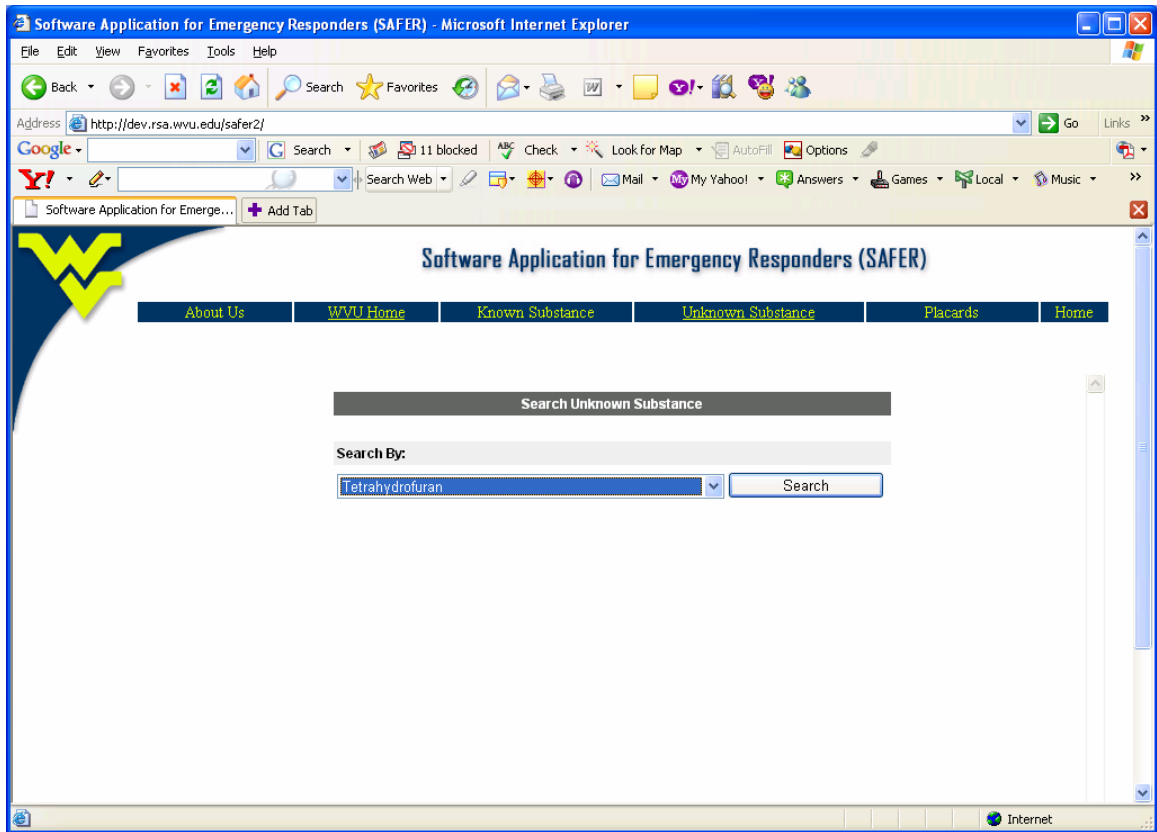 Software Application for Emergency Responders (SAFER) - Microsoft Internet Explorer
File Edit View Favorites Tools Help
Back Search Favorites
Address http://dev.rsa.wvu.edu/safer2/ Go Links »
Google Search 11 blocked ABC Check Look for Map AutoFill Options
Y! Search Web Mail My My Yahoo! Answers Games Local Music »
Software Application for Emerge... Add Tab
Software Application for Emergency Responders (SAFER)
About Us WVU Home Known Substance Unknown Substance Placards Home
Search Unknown Substance
Search By:
Tetrahydrofuran Search
Internet